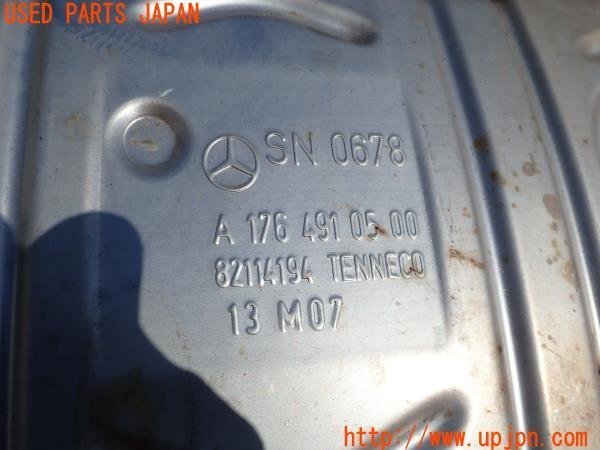 USED PARTS JAPAN
SN 0678
A 176 491 05 00
82114194 TENNECO
13 M07
http://www.upjpn.com/